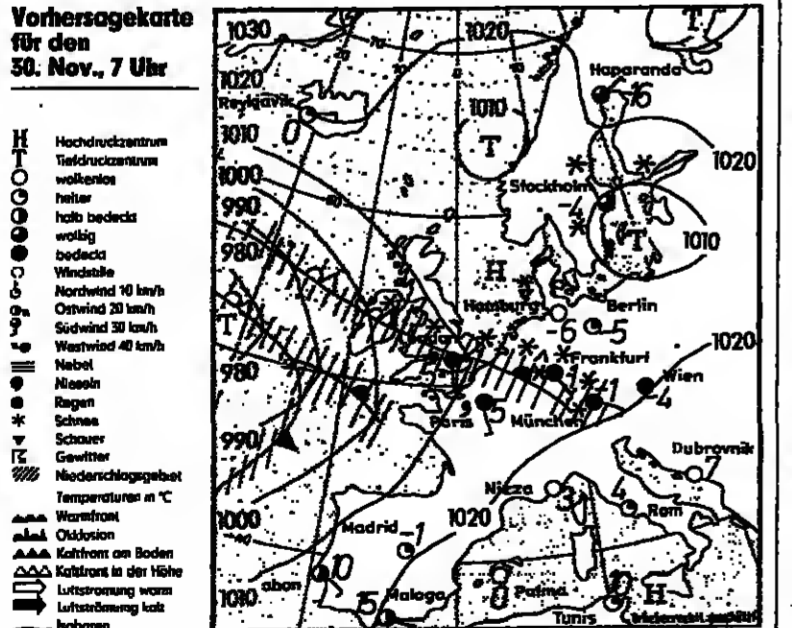 Vorhersagekarte
für den
30. Nov., 7 Uhr
H Hochdruckzentrum
T Tiefdruckzentrum
wolkenlos
heiter
halb bedeckt
wolkig
bedeckt
Windstille
Nordwind 10 km/h
Ostwind 20 km/h
Südwind 30 km/h
Westwind 40 km/h
Nebel
Nieseln
Regen
Schnee
Schauer
Gewitter
Niederschlagsgebiet
Temperaturen in °C
Warmfront
Okklusion
Kaltfront am Boden
Kaltfront in der Höhe
Luftströmung warm
Luftströmung kalt
Isobaren
1030
1020
T
1020
Haparanda
16
Reykjavik
0
1010
1010
T
1020
1000
Stockholm
-4
990
T
1010
980
H
Hamburg
-6
Berlin
-5
T
1020
Frankfurt
980
Wien
-4
Paris
5
München
-1
990
Dubrovnik
7
Nizza
3
4
Rom
1000
Madrid
-1
1020
abon
10
1010
15
Malaga
8
Palma
Tunis
10
H